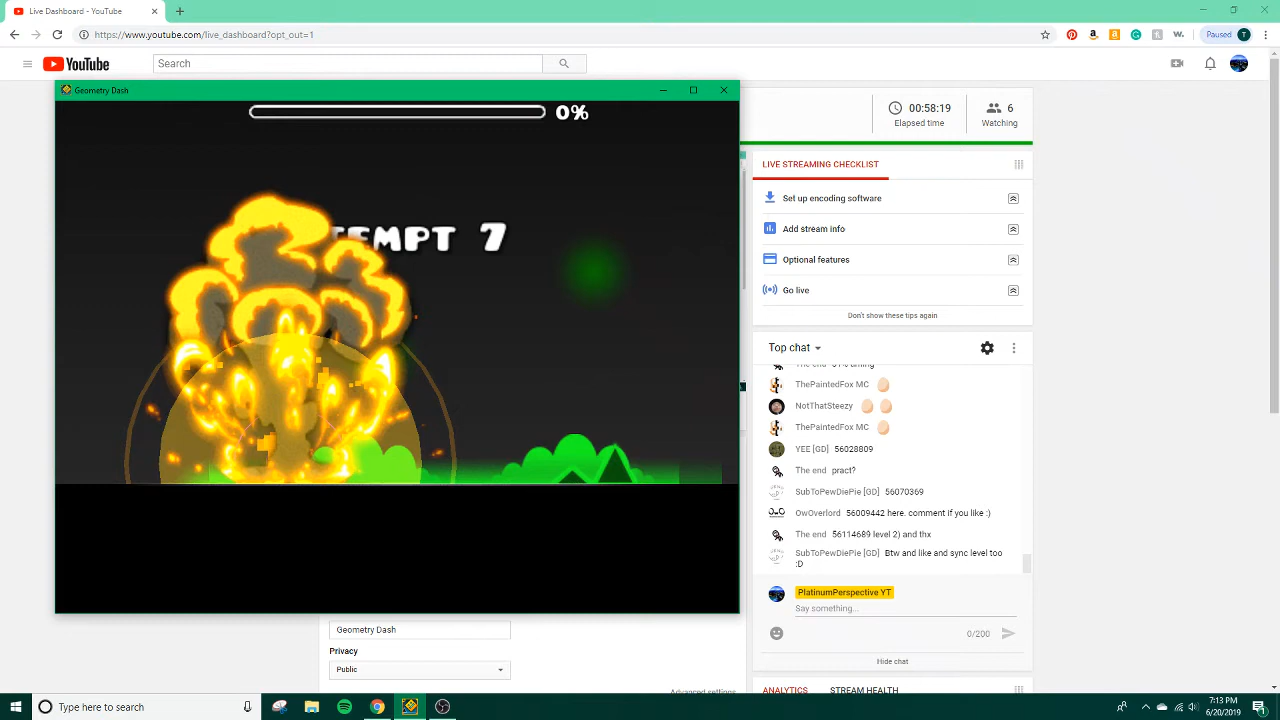 Live Dashboard - YouTube
https://www.youtube.com/live_dashboard?opt_out=1
Paused T
YouTube
Search
Geometry Dash
0%
00:58:19
Elapsed time
6
Watching
LIVE STREAMING CHECKLIST
Set up encoding software
Add stream info
Optional features
Go live
Don't show these tips again
7
Top chat
ThePaintedFox MC
NotThatSteezy
ThePaintedFox MC
YEE [GD] 56028809
The end pract?
SubToPewDiePie [GD] 56070369
OwOverlord 56009442 here. comment if you like :)
The end 56114689 level 2) and thx
SubToPewDiePie [GD] Btw and like and sync level too
:D
PlatinumPerspective YT
Say something...
0/200
Hide chat
Geometry Dash
Privacy
Public
Advanced settings
ANALYTICS STREAM HEALTH
Type here to search
7:13 PM
6/20/2019